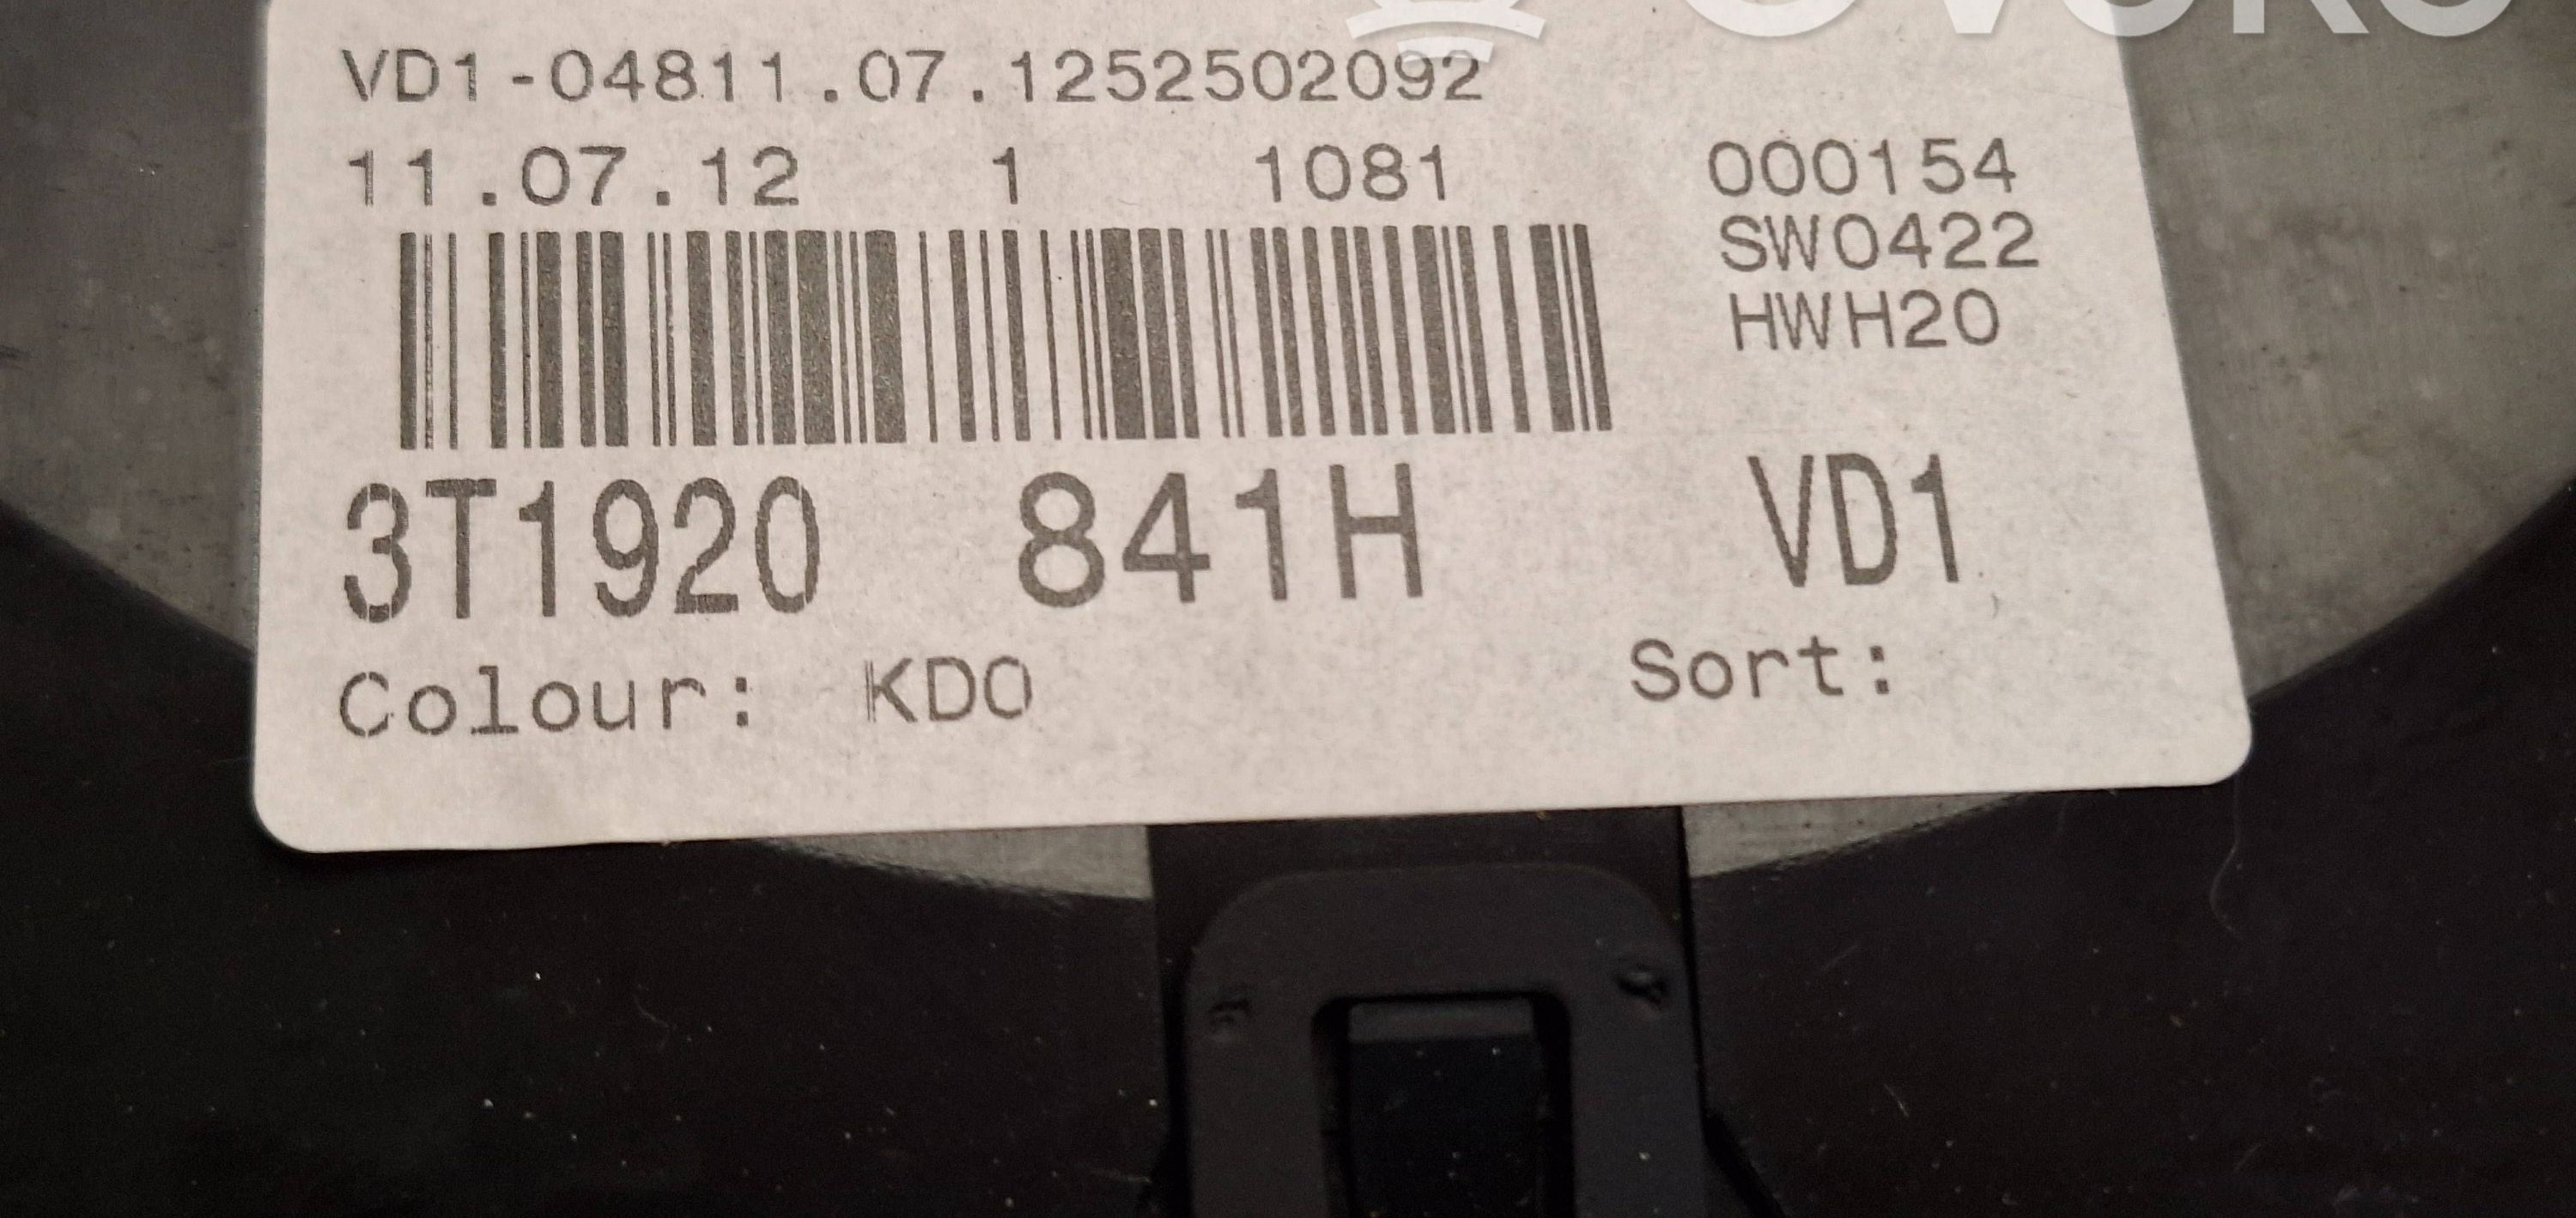 VD1-04811.07.1252502092
11.07.12 1 1081 000154
SW0422
HWH20
3T1920 841H VD1
Colour: KD0 Sort: